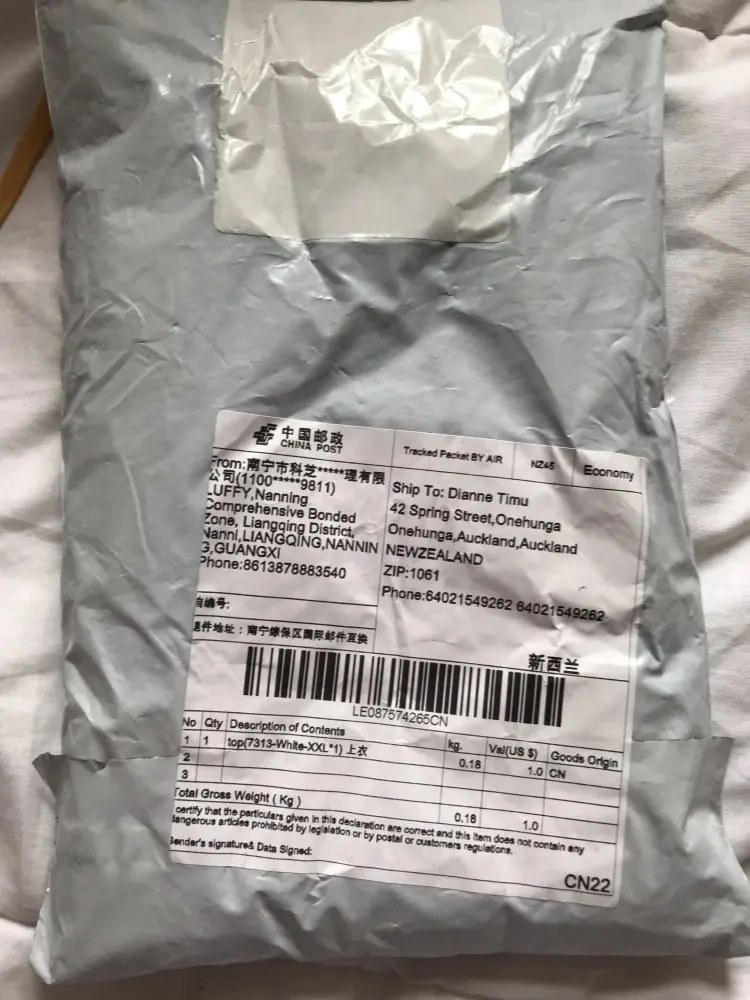 中国邮政
CHINA POST
Tracked Packet BY AIR
NZ45
Economy
From:南宁市科芝*****理有限
公司(1100*****9811)
LUFFY,Nanning
Comprehensive Bonded
Zone, Liangqing District,
Nanni,LIANGQING,NANNIN
G,GUANGXI
Phone:8613878883540
Ship To: Dianne Timu
42 Spring Street,Onehunga
Onehunga,Auckland,Auckland
NEWZEALAND
ZIP:1061
Phone:64021549262 64021549262
自编号:
退件地址：南宁综保区国际邮件互换
新西兰
LE087574265CN
No Qty Description of Contents kg. Val(US $) Goods Origin
1 1 top(7313-White-XXL*1) 上衣 0.18 1.0 CN
2
3
Total Gross Weight ( Kg ) 0.18 1.0
certify that the particulars given in this declaration are correct and this item does not contain any
dangerous articles prohibited by legislation or by postal or customers regulations.
Sender's signature& Data Signed:
CN22